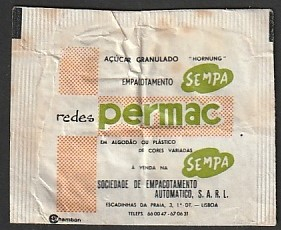 AÇÚCAR GRANULADO "HORNUNG"
EMPACOTAMENTO SEMPA
redes permac
EM ALGODÃO OU PLÁSTICO
DE CORES VARIADAS
À VENDA NA SEMPA
SOCIEDADE DE EMPACOTAMENTO
AUTOMÁTICO, S. A. R. L.
ESCADINHAS DA PRAIA, 3, 1.º DT. — LISBOA
TELEFS. 66 00 47 - 67 06 31